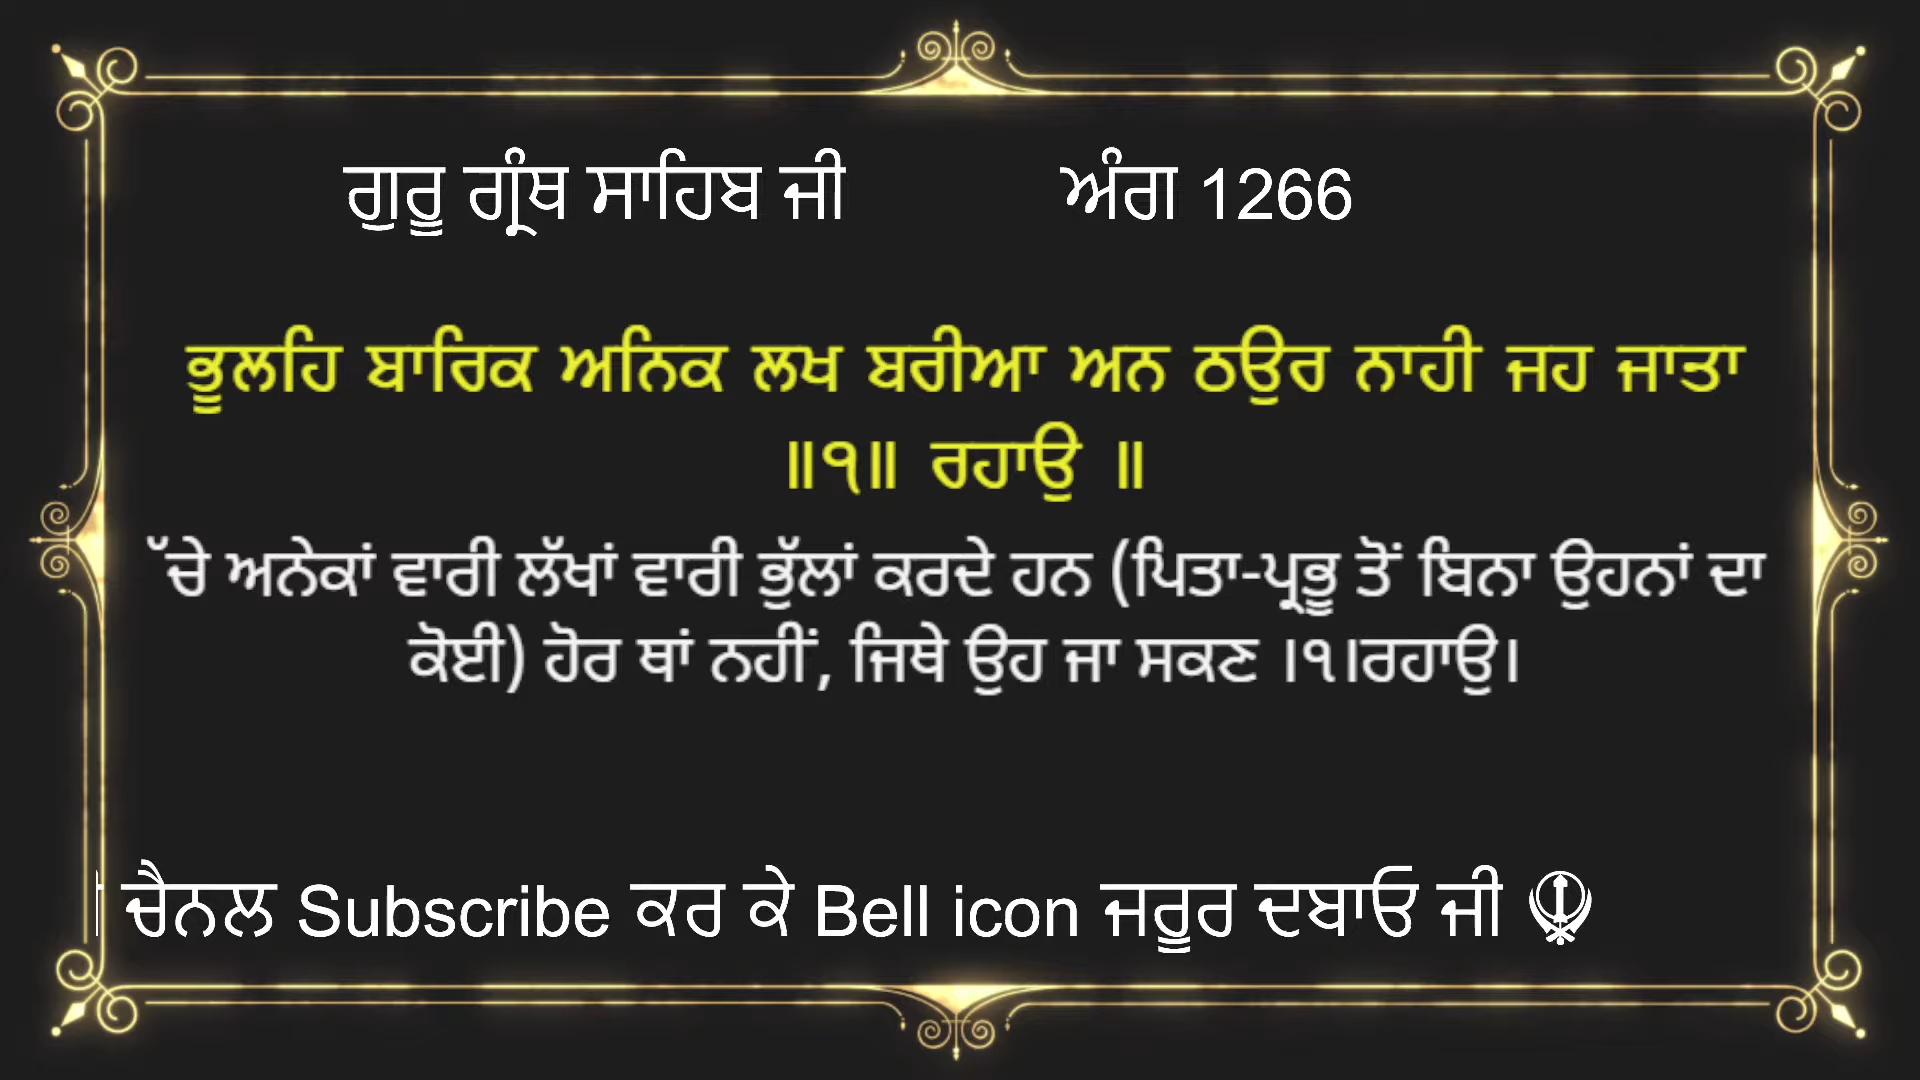 ਗੁਰੂ ਗ੍ਰੰਥ ਸਾਹਿਬ ਜੀ ਅੰਗ 1266
ਭੂਲਹਿ ਬਾਰਿਕ ਅਨਿਕ ਲਖ ਬਰੀਆ ਅਨ ਠਉਰ ਨਾਹੀ ਜਹ ਜਾਤਾ
॥੧॥ ਰਹਾਉ ॥
ੱਚੇ ਅਨੇਕਾਂ ਵਾਰੀ ਲੱਖਾਂ ਵਾਰੀ ਭੁੱਲਾਂ ਕਰਦੇ ਹਨ (ਪਿਤਾ-ਪ੍ਰਭੂ ਤੋਂ ਬਿਨਾ ਉਹਨਾਂ ਦਾ
ਕੋਈ) ਹੋਰ ਥਾਂ ਨਹੀਂ, ਜਿਥੇ ਉਹ ਜਾ ਸਕਣ ।੧।ਰਹਾਉ।
ਚੈਨਲ Subscribe ਕਰ ਕੇ Bell icon ਜਰੂਰ ਦਬਾਓ ਜੀ ☬